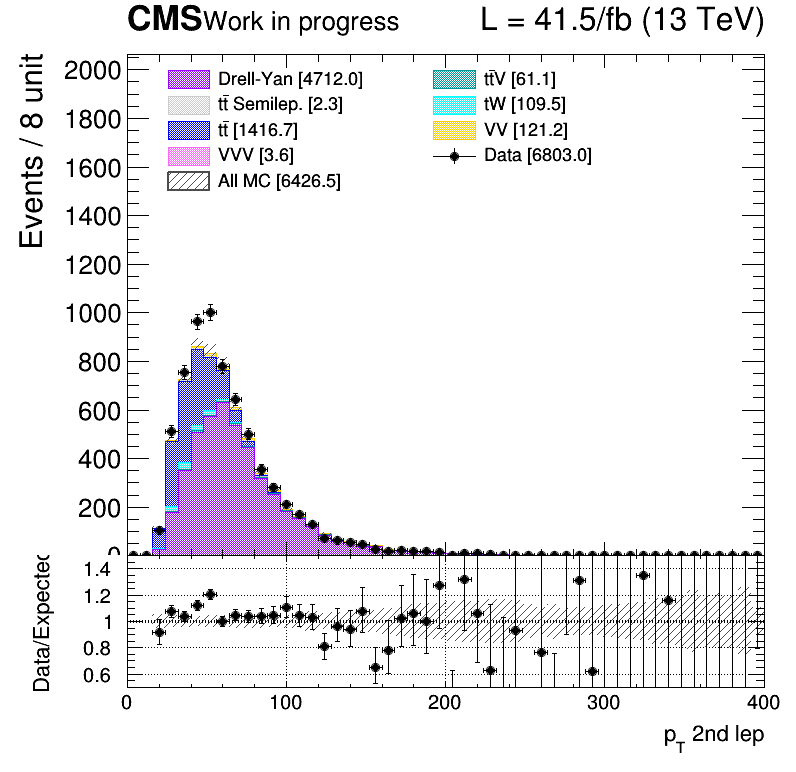 CMS Work in progress L = 41.5/fb (13 TeV)
Events / 8 unit
2000
1800
1600
1400
1200
1000
800
600
400
200
0
Drell-Yan [4712.0]
tt̄ Semilep. [2.3]
tt̄ [1416.7]
VVV [3.6]
All MC [6426.5]
tt̄V [61.1]
tW [109.5]
VV [121.2]
Data [6803.0]
Data/Expected
1.4
1.2
1
0.8
0.6
0 100 200 300 400
p_T 2nd lep